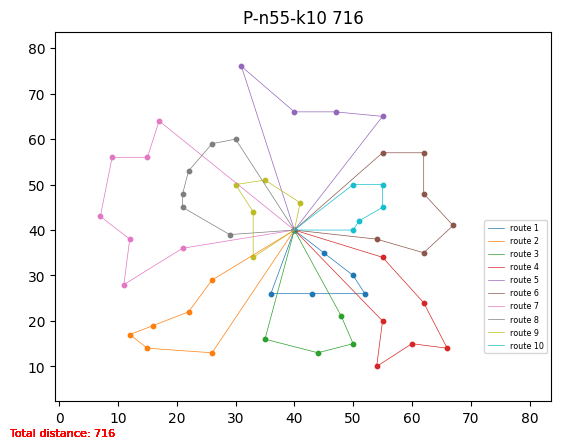 P-n55-k10 716
80
70
60
50
40
30
20
10
0 10 20 30 40 50 60 70 80
route 1
route 2
route 3
route 4
route 5
route 6
route 7
route 8
route 9
route 10
Total distance: 716